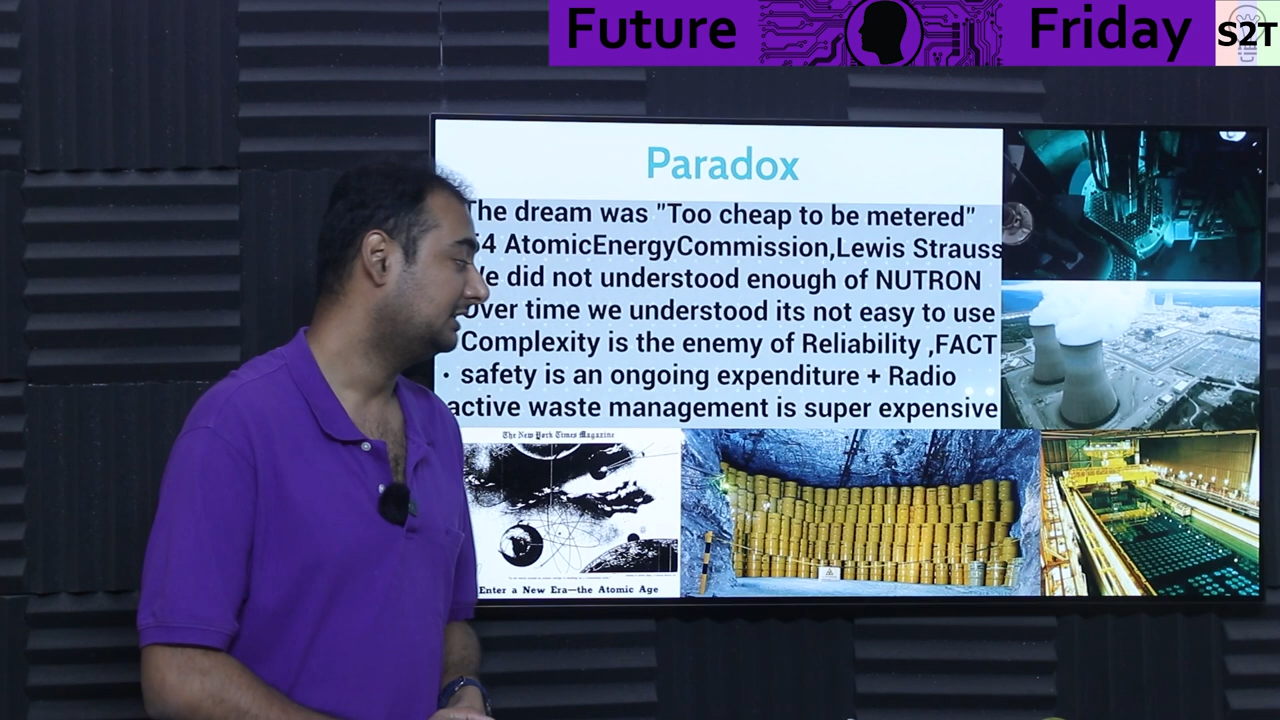 Future Friday S2T
Paradox
The dream was "Too cheap to be metered"
54 AtomicEnergyCommission,Lewis Strauss
We did not understood enough of NUTRON
Over time we understood its not easy to use
Complexity is the enemy of Reliability ,FACT
• safety is an ongoing expenditure + Radio
active waste management is super expensive
The New York Times Magazine
Enter a New Era—the Atomic Age